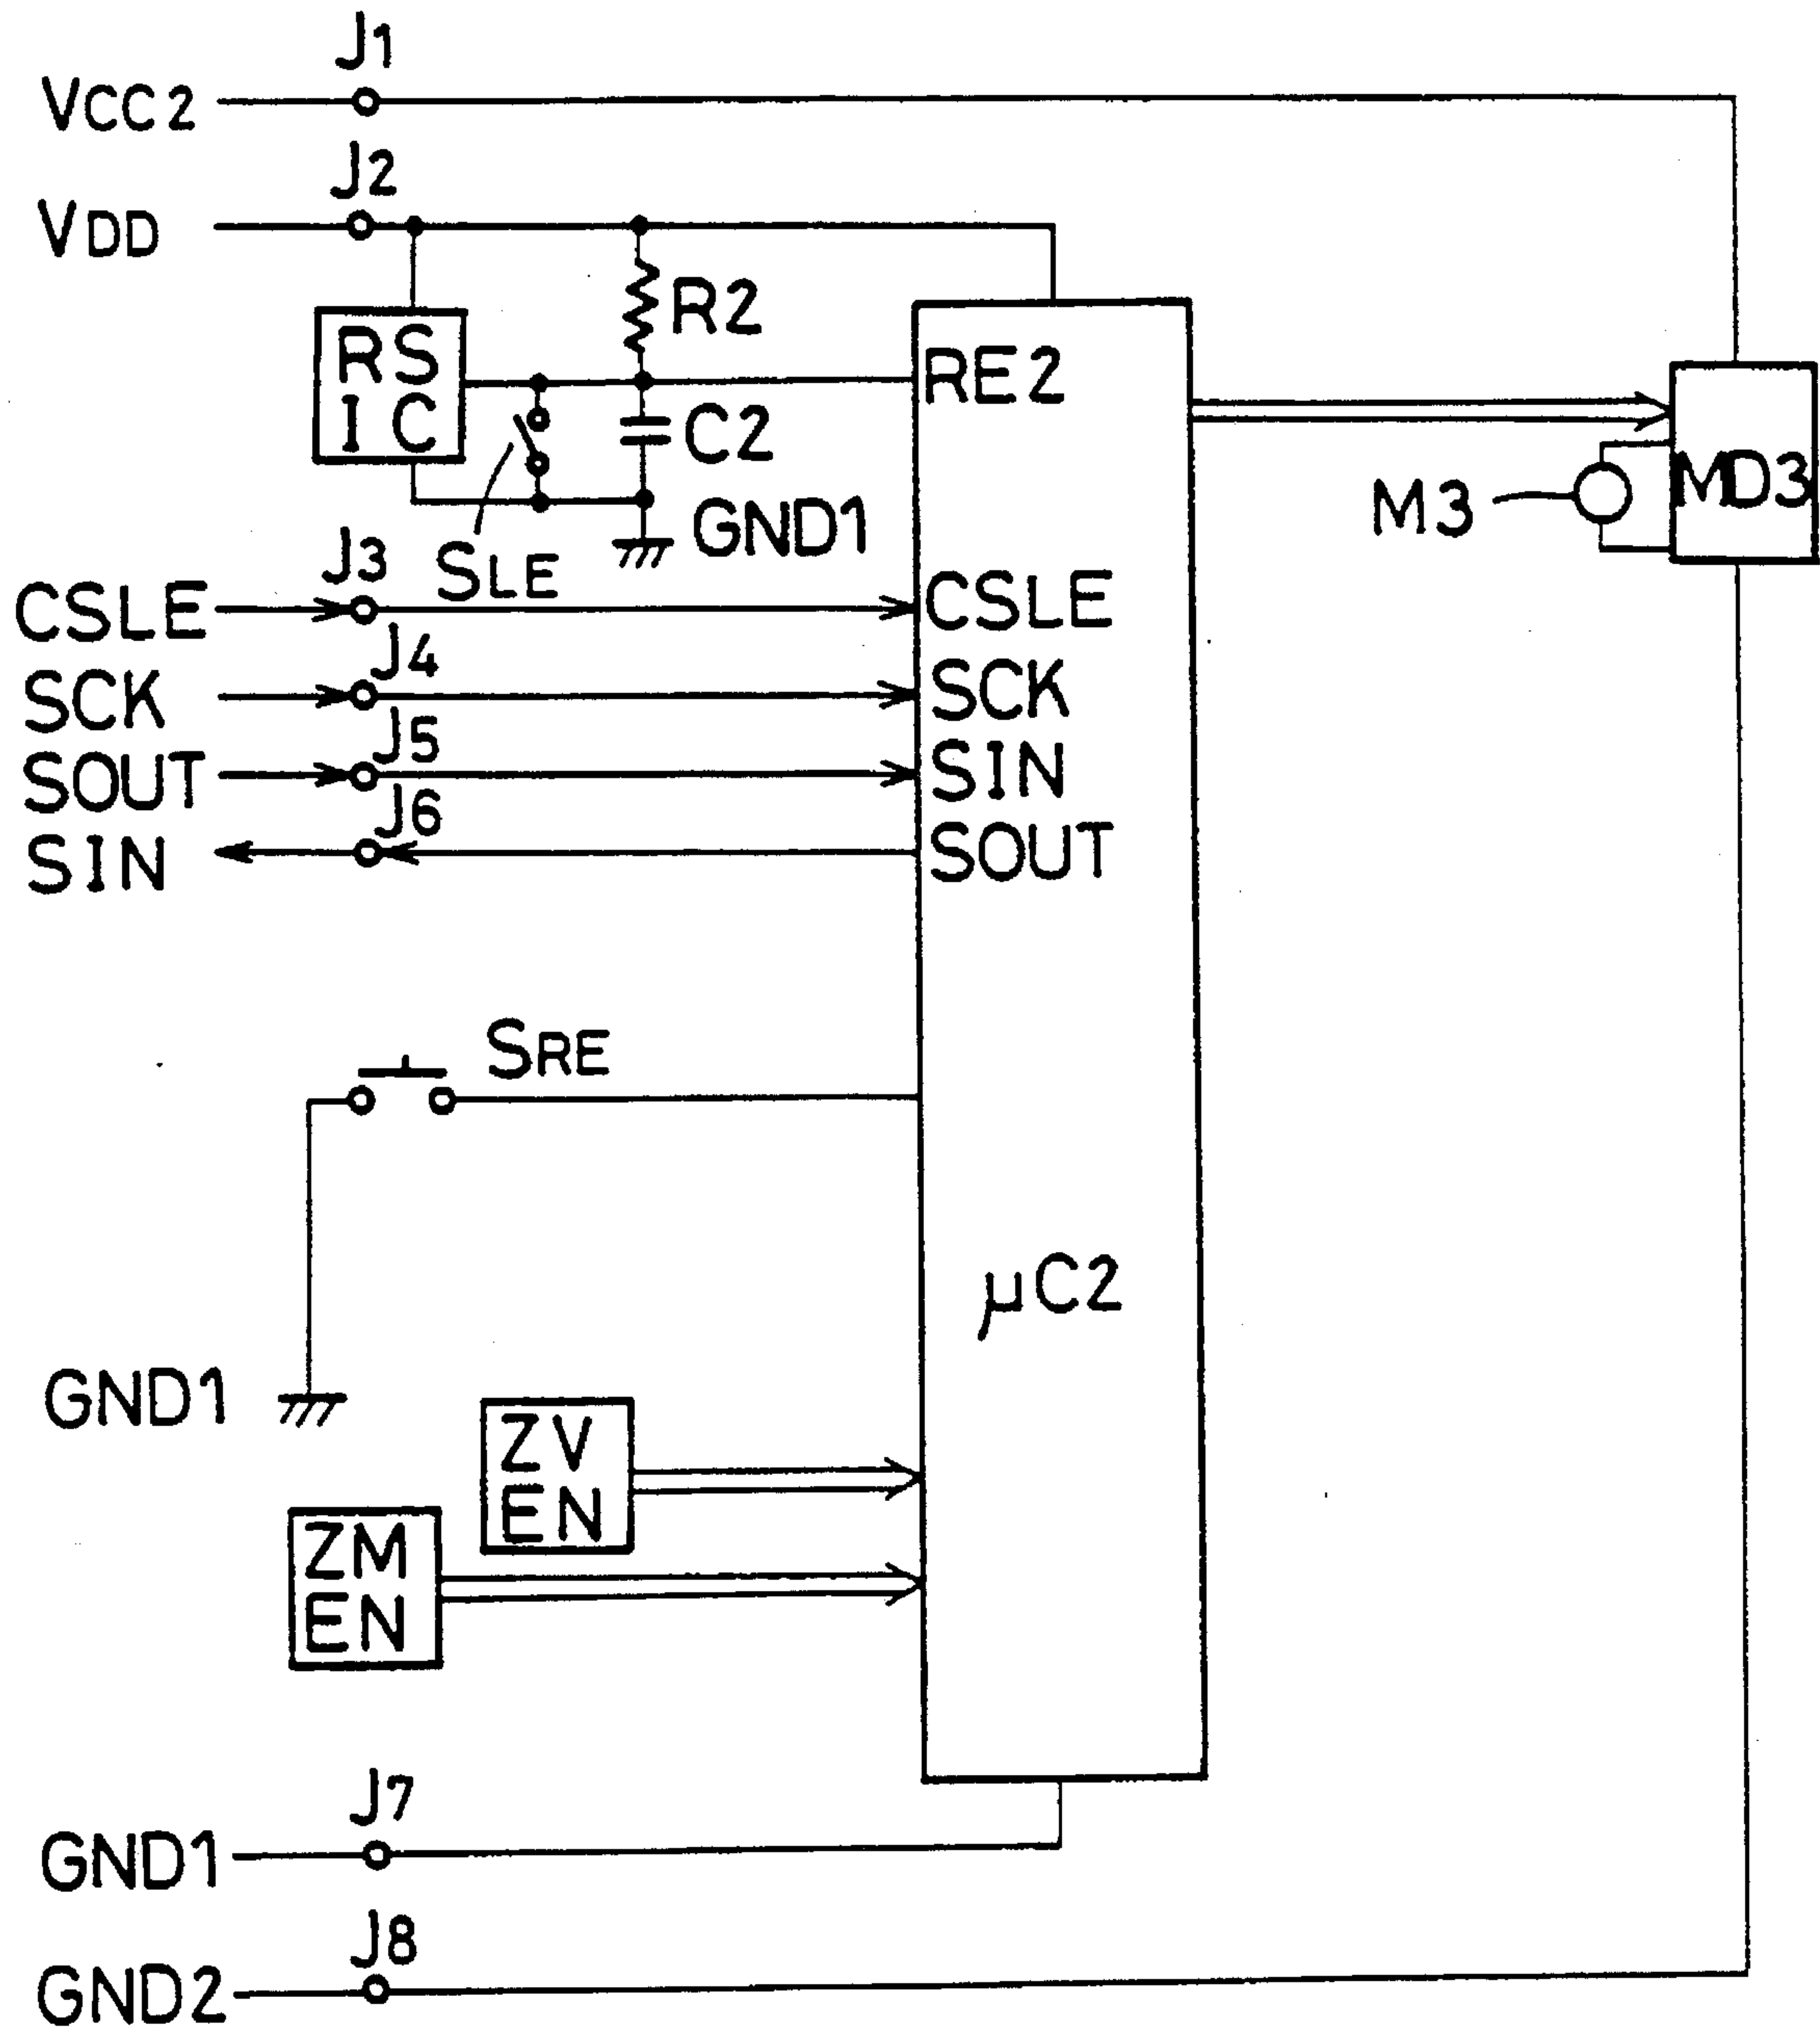 J1
VCC2
J2
VDD
R2
RS
IC
RE2
C2
MD3
M3
GND1
J3
SLE
CSLE
CSLE
J4
SCK
SCK
J5
SOUT
SIN
J6
SIN
SOUT
SRE
μC2
GND1
ZV
EN
ZM
EN
J7
GND1
J8
GND2